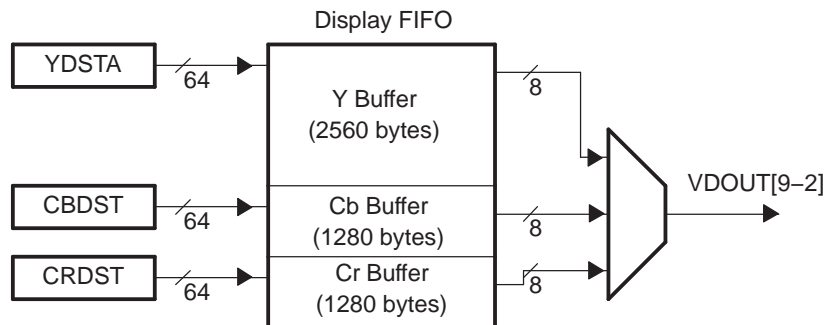 Display FIFO
YDSTA
64
Y Buffer
(2560 bytes)
8
VDOUT[9–2]
CBDST
64
Cb Buffer
(1280 bytes)
8
CRDST
64
Cr Buffer
(1280 bytes)
8